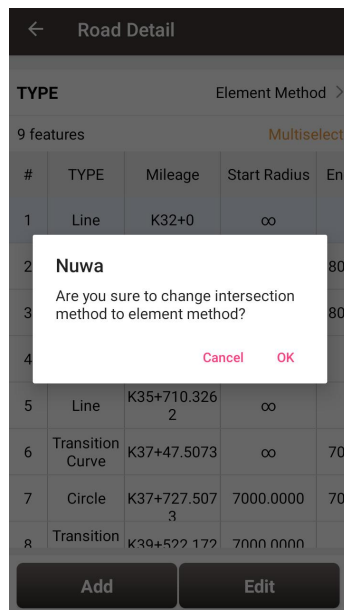 Road Detail
TYPE Element Method
9 features Multiselect
# TYPE Mileage Start Radius En
1 Line K32+0 ∞
2 80
Nuwa
Are you sure to change intersection
method to element method?
Cancel OK
3 80
4
5 Line K35+710.326
2 ∞
6 Transition
Curve K37+47.5073 ∞ 70
7 Circle K37+727.507
3 7000.0000 70
8 Transition K39+522.172 7000.0000
Add Edit